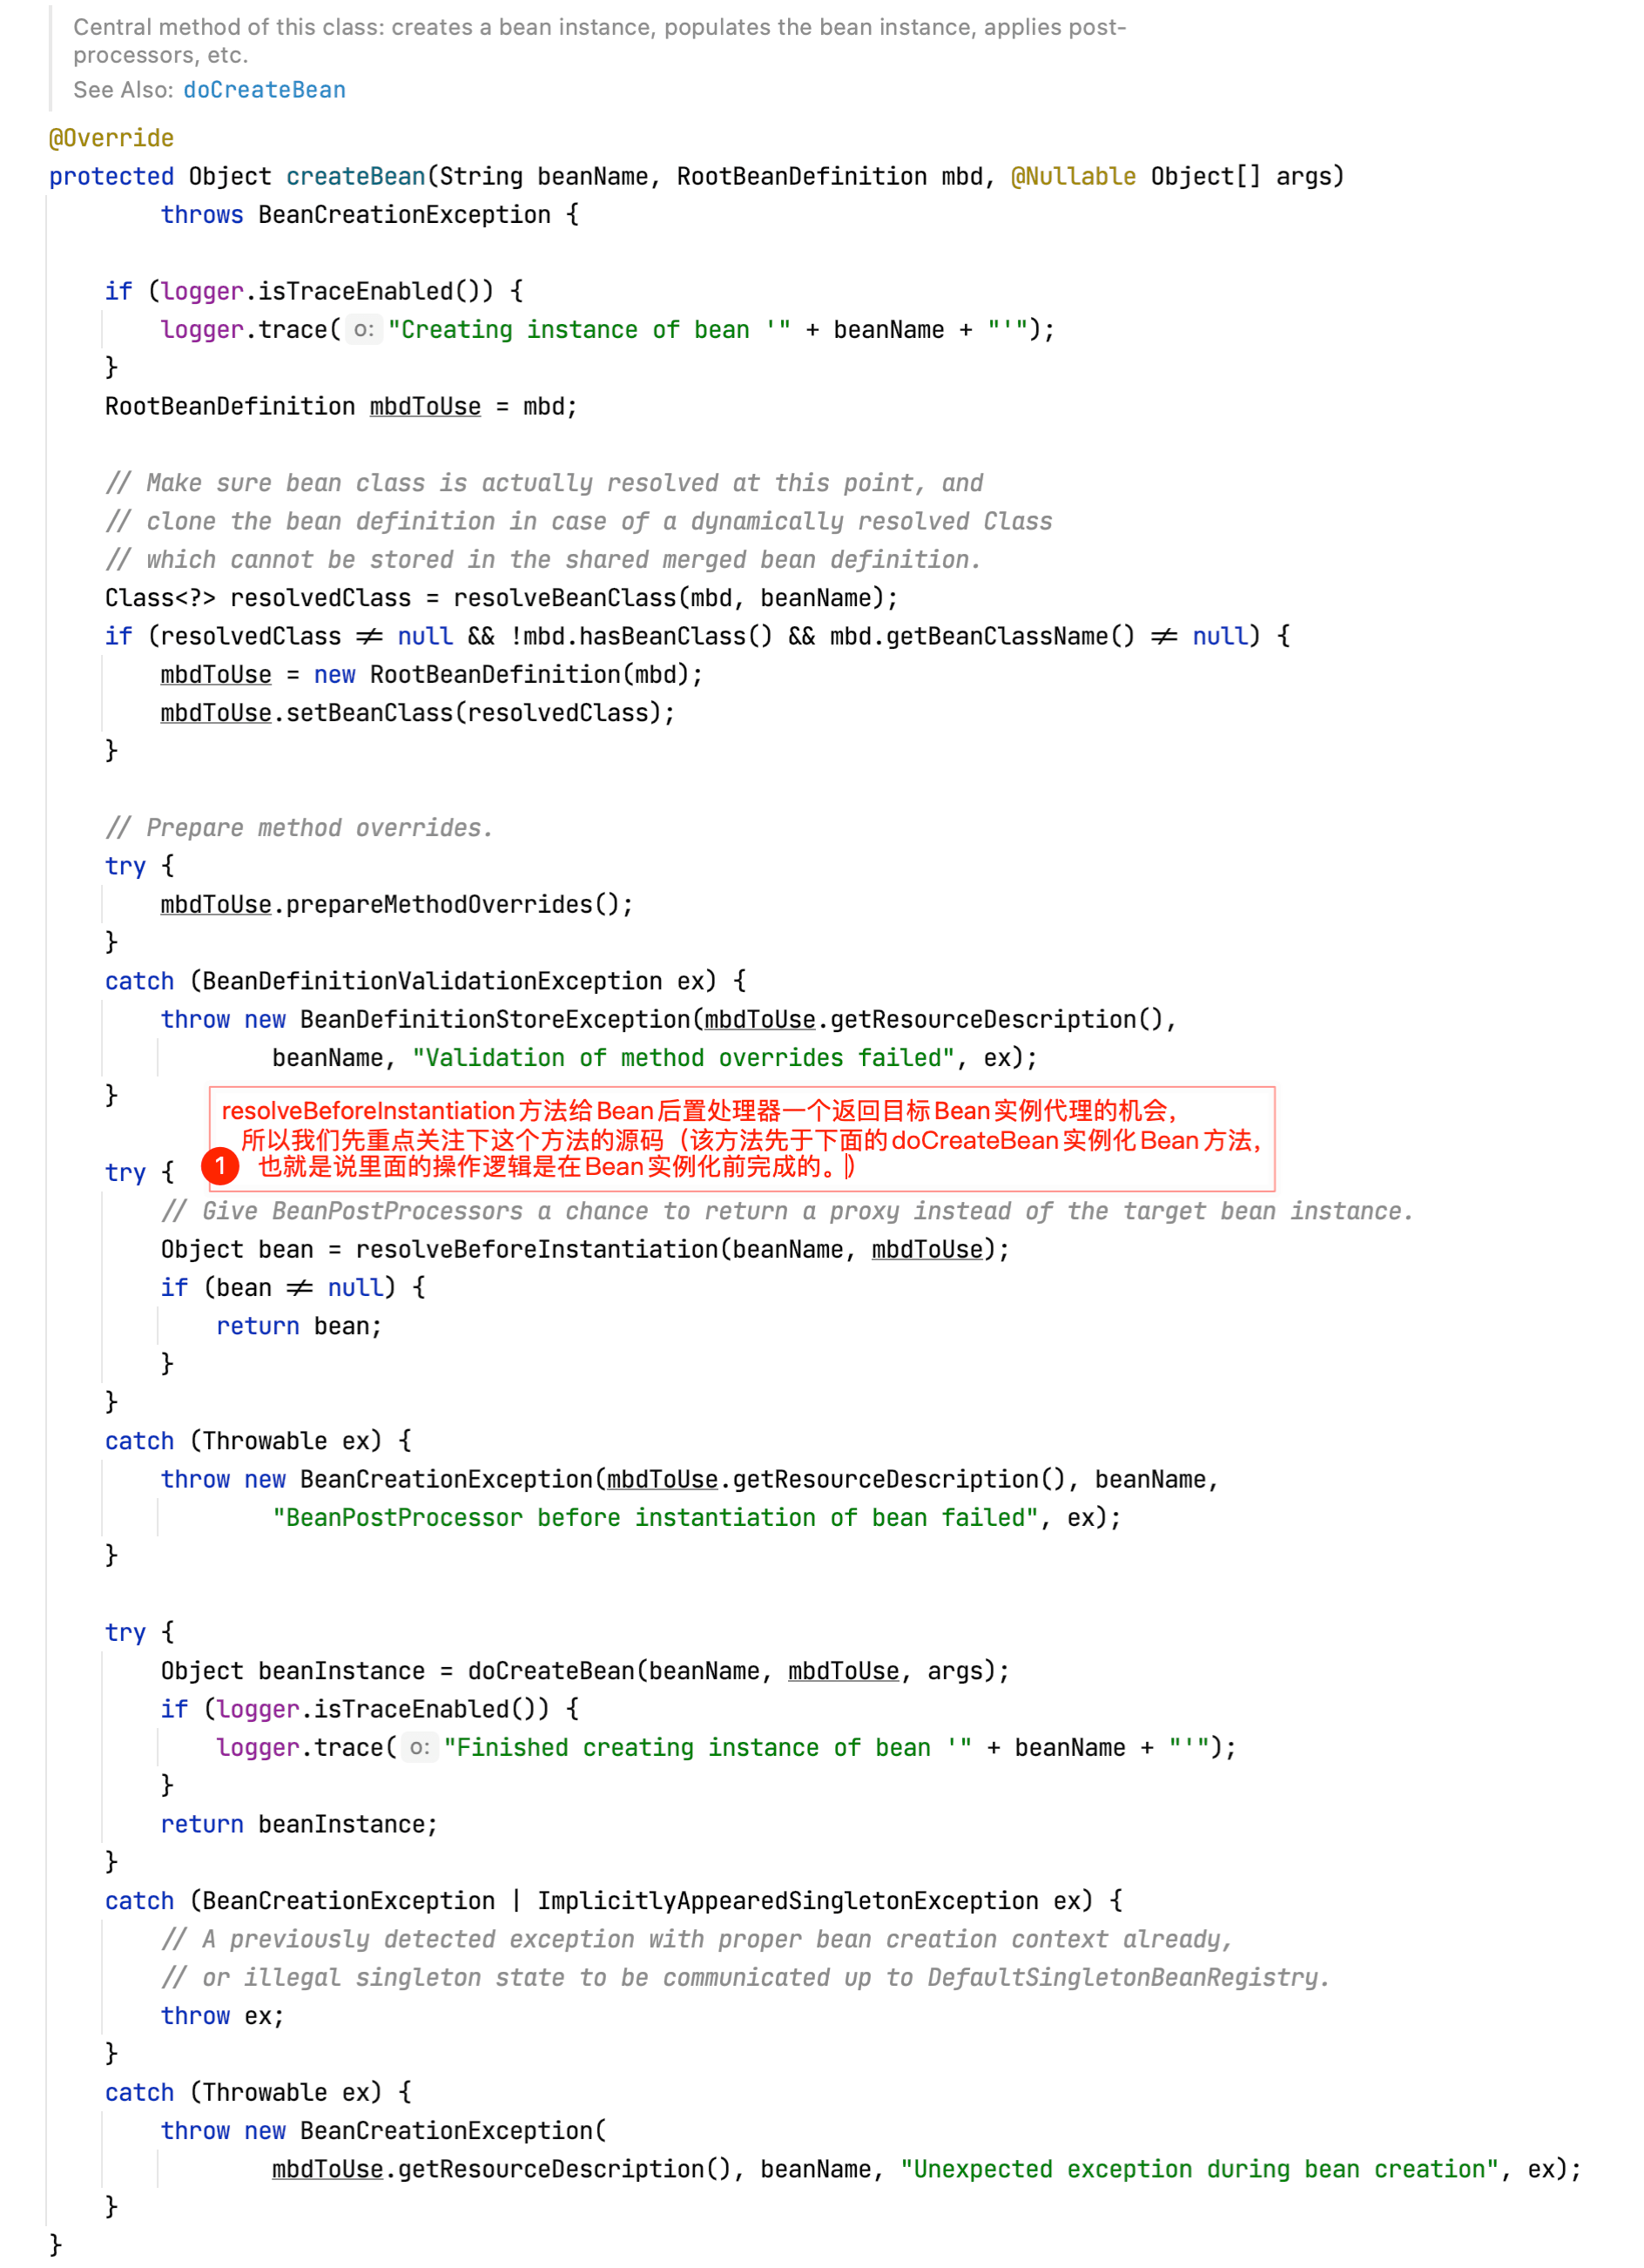 Central method of this class: creates a bean instance, populates the bean instance, applies post-
processors, etc.
See Also: doCreateBean
@Override
protected Object createBean(String beanName, RootBeanDefinition mbd, @Nullable Object[] args)
throws BeanCreationException {
if (logger.isTraceEnabled()) {
logger.trace( o: "Creating instance of bean '" + beanName + "'");
}
RootBeanDefinition mbdToUse = mbd;
// Make sure bean class is actually resolved at this point, and
// clone the bean definition in case of a dynamically resolved Class
// which cannot be stored in the shared merged bean definition.
Class<?> resolvedClass = resolveBeanClass(mbd, beanName);
if (resolvedClass != null && !mbd.hasBeanClass() && mbd.getBeanClassName() != null) {
mbdToUse = new RootBeanDefinition(mbd);
mbdToUse.setBeanClass(resolvedClass);
}
// Prepare method overrides.
try {
mbdToUse.prepareMethodOverrides();
}
catch (BeanDefinitionValidationException ex) {
throw new BeanDefinitionStoreException(mbdToUse.getResourceDescription(),
beanName, "Validation of method overrides failed", ex);
}
resolveBeforeInstantiation方法给Bean后置处理器一个返回目标Bean实例代理的机会，
所以我们先重点关注下这个方法的源码（该方法先于下面的doCreateBean实例化Bean方法，
1 也就是说里面的操作逻辑是在Bean实例化前完成的。）
try {
// Give BeanPostProcessors a chance to return a proxy instead of the target bean instance.
Object bean = resolveBeforeInstantiation(beanName, mbdToUse);
if (bean != null) {
return bean;
}
}
catch (Throwable ex) {
throw new BeanCreationException(mbdToUse.getResourceDescription(), beanName,
"BeanPostProcessor before instantiation of bean failed", ex);
}
try {
Object beanInstance = doCreateBean(beanName, mbdToUse, args);
if (logger.isTraceEnabled()) {
logger.trace( o: "Finished creating instance of bean '" + beanName + "'");
}
return beanInstance;
}
catch (BeanCreationException | ImplicitlyAppearedSingletonException ex) {
// A previously detected exception with proper bean creation context already,
// or illegal singleton state to be communicated up to DefaultSingletonBeanRegistry.
throw ex;
}
catch (Throwable ex) {
throw new BeanCreationException(
mbdToUse.getResourceDescription(), beanName, "Unexpected exception during bean creation", ex);
}
}